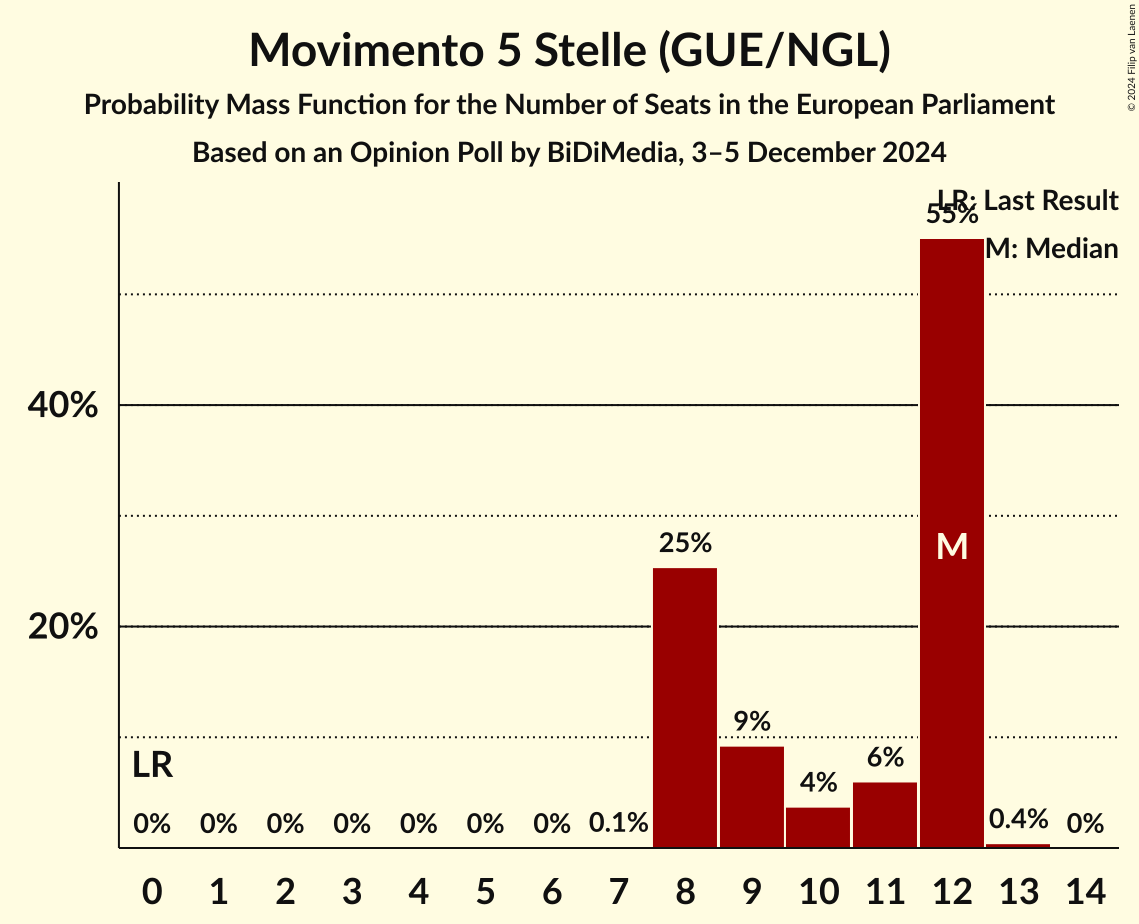 © 2024 Filip van Laenen
Movimento 5 Stelle (GUE/NGL)
Probability Mass Function for the Number of Seats in the European Parliament
Based on an Opinion Poll by BiDiMedia, 3–5 December 2024
LR: Last Result
M: Median
55%
40%
M
25%
20%
9%
6%
4%
LR
0% 0% 0% 0% 0% 0% 0% 0.1% 0.4% 0%
0 1 2 3 4 5 6 7 8 9 10 11 12 13 14